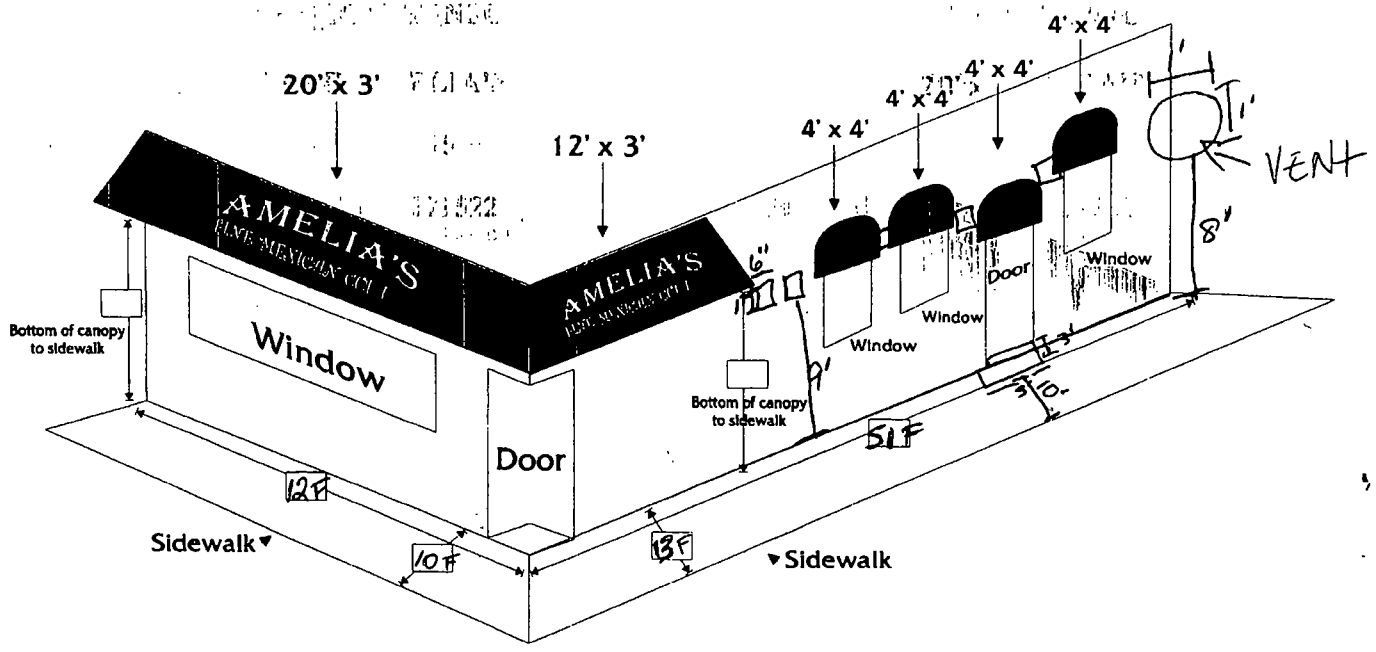 4' x 4'
4' x 4'
4' x 4'
4' x 4'
20' x 3'
12' x 3'
1'
1'
VENT
8'
AMELIA'S
AMELIA'S
6"
Window
Door
Window
Window
Window
Door
Bottom of canopy
to sidewalk
Bottom of canopy
to sidewalk
9'
3'
3'
10'
51F
12F
10F
13F
Sidewalk
Sidewalk